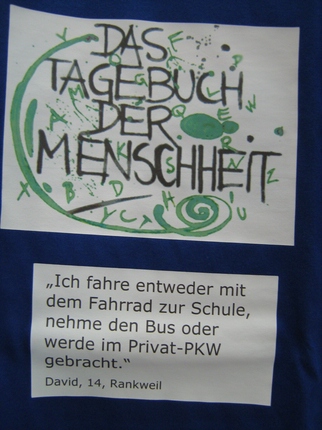 DAS
TAGEBUCH
DER
MENSCHHEIT
„Ich fahre entweder mit
dem Fahrrad zur Schule,
nehme den Bus oder
werde im Privat-PKW
gebracht.“
David, 14, Rankweil